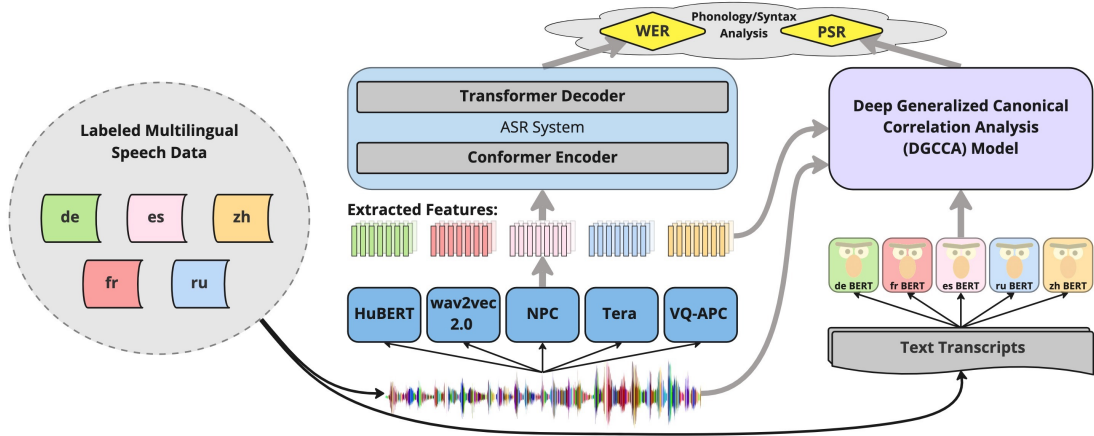 WER
Phonology/Syntax
Analysis
PSR
Labeled Multilingual
Speech Data
de
es
zh
fr
ru
Transformer Decoder
ASR System
Conformer Encoder
Deep Generalized Canonical
Correlation Analysis
(DGCCA) Model
Extracted Features:
HuBERT
wav2vec
2.0
NPC
Tera
VQ-APC
de BERT
fr BERT
es BERT
ru BERT
zh BERT
Text Transcripts